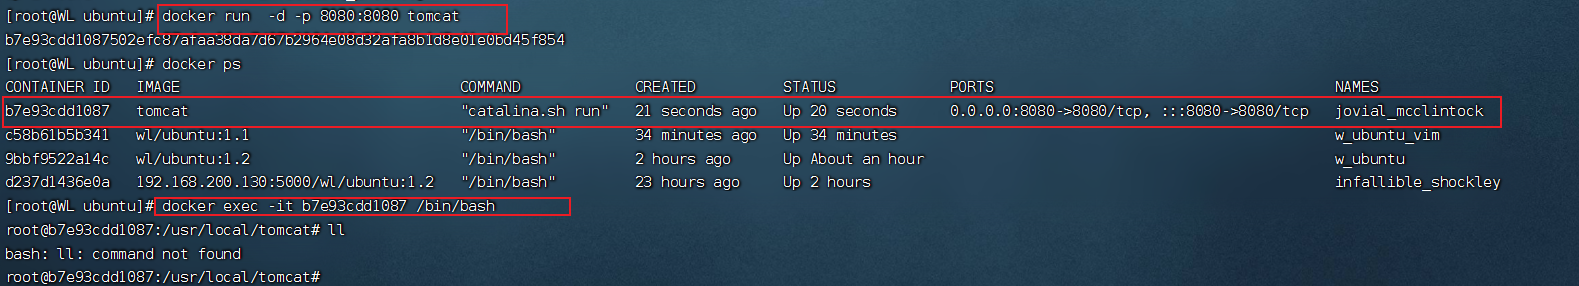 [root@WL ubuntu]# docker run  -d -p 8080:8080 tomcat
b7e93cdd1087502efc87afaa38da7d67b2964e08d32afa8b1d8e01e0bd45f854
[root@WL ubuntu]# docker ps
CONTAINER ID   IMAGE                              COMMAND             CREATED          STATUS              PORTS                                       NAMES
b7e93cdd1087   tomcat                             "catalina.sh run"   21 seconds ago   Up 20 seconds       0.0.0.0:8080->8080/tcp, :::8080->8080/tcp   jovial_mcclintock
c58b61b5b341   wl/ubuntu:1.1                      "/bin/bash"         34 minutes ago   Up 34 minutes                                                   w_ubuntu_vim
9bbf9522a14c   wl/ubuntu:1.2                      "/bin/bash"         2 hours ago      Up About an hour                                                w_ubuntu
d237d1436e0a   192.168.200.130:5000/wl/ubuntu:1.2   "/bin/bash"         23 hours ago     Up 2 hours                                                      infallible_shockley
[root@WL ubuntu]# docker exec -it b7e93cdd1087 /bin/bash
root@b7e93cdd1087:/usr/local/tomcat# ll
bash: ll: command not found
root@b7e93cdd1087:/usr/local/tomcat#